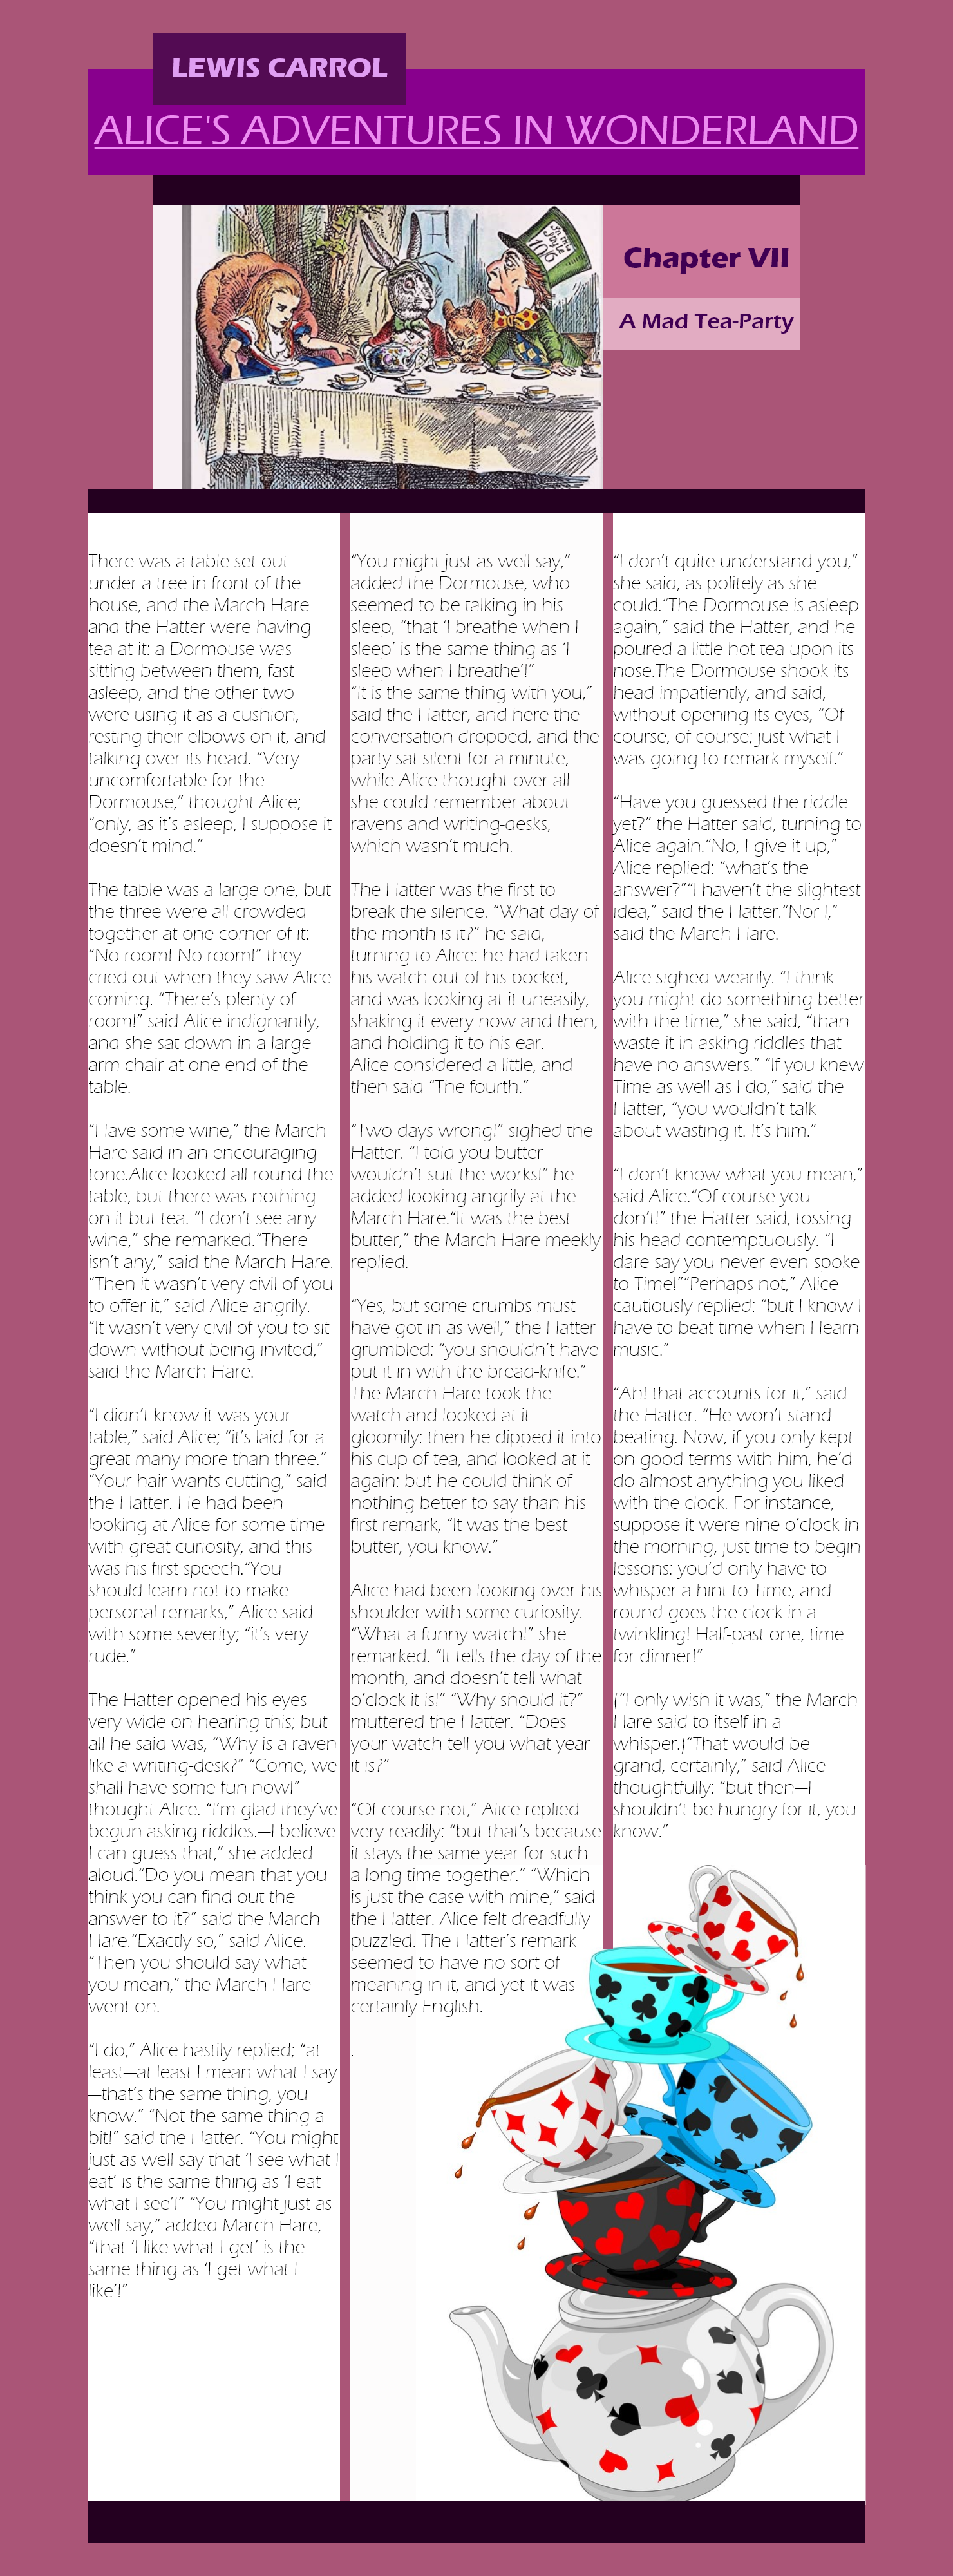 LEWIS CARROL
ALICE'S ADVENTURES IN WONDERLAND
In this
Style
10/6
Chapter VII
A Mad Tea-Party
There was a table set out
under a tree in front of the
house, and the March Hare
and the Hatter were having
tea at it: a Dormouse was
sitting between them, fast
asleep, and the other two
were using it as a cushion,
resting their elbows on it, and
talking over its head. “Very
uncomfortable for the
Dormouse,” thought Alice;
“only, as it’s asleep, I suppose it
doesn’t mind.”
The table was a large one, but
the three were all crowded
together at one corner of it:
“No room! No room!” they
cried out when they saw Alice
coming. “There’s plenty of
room!” said Alice indignantly,
and she sat down in a large
arm-chair at one end of the
table.
“Have some wine,” the March
Hare said in an encouraging
tone.Alice looked all round the
table, but there was nothing
on it but tea. “I don’t see any
wine,” she remarked.“There
isn’t any,” said the March Hare.
“Then it wasn’t very civil of you
to offer it,” said Alice angrily.
“It wasn’t very civil of you to sit
down without being invited,”
said the March Hare.
“I didn’t know it was your
table,” said Alice; “it’s laid for a
great many more than three.”
“Your hair wants cutting,” said
the Hatter. He had been
looking at Alice for some time
with great curiosity, and this
was his first speech.“You
should learn not to make
personal remarks,” Alice said
with some severity; “it’s very
rude.”
The Hatter opened his eyes
very wide on hearing this; but
all he said was, “Why is a raven
like a writing-desk?” “Come, we
shall have some fun now!”
thought Alice. “I’m glad they’ve
begun asking riddles.—I believe
I can guess that,” she added
aloud.“Do you mean that you
think you can find out the
answer to it?” said the March
Hare.“Exactly so,” said Alice.
“Then you should say what
you mean,” the March Hare
went on.
“I do,” Alice hastily replied; “at
least—at least I mean what I say
—that’s the same thing, you
know.” “Not the same thing a
bit!” said the Hatter. “You might
just as well say that ‘I see what I
eat’ is the same thing as ‘I eat
what I see’!” “You might just as
well say,” added March Hare,
“that ‘I like what I get’ is the
same thing as ‘I get what I
like’!”
“You might just as well say,”
added the Dormouse, who
seemed to be talking in his
sleep, “that ‘I breathe when I
sleep’ is the same thing as ‘I
sleep when I breathe’!”
“It is the same thing with you,”
said the Hatter, and here the
conversation dropped, and the
party sat silent for a minute,
while Alice thought over all
she could remember about
ravens and writing-desks,
which wasn’t much.
The Hatter was the first to
break the silence. “What day of
the month is it?” he said,
turning to Alice: he had taken
his watch out of his pocket,
and was looking at it uneasily,
shaking it every now and then,
and holding it to his ear.
Alice considered a little, and
then said “The fourth.”
“Two days wrong!” sighed the
Hatter. “I told you butter
wouldn’t suit the works!” he
added looking angrily at the
March Hare.“It was the best
butter,” the March Hare meekly
replied.
“Yes, but some crumbs must
have got in as well,” the Hatter
grumbled: “you shouldn’t have
put it in with the bread-knife.”
The March Hare took the
watch and looked at it
gloomily: then he dipped it into
his cup of tea, and looked at it
again: but he could think of
nothing better to say than his
first remark, “It was the best
butter, you know.”
Alice had been looking over his
shoulder with some curiosity.
“What a funny watch!” she
remarked. “It tells the day of the
month, and doesn’t tell what
o’clock it is!” “Why should it?”
muttered the Hatter. “Does
your watch tell you what year
it is?”
“Of course not,” Alice replied
very readily: “but that’s because
it stays the same year for such
a long time together.” “Which
is just the case with mine,” said
the Hatter. Alice felt dreadfully
puzzled. The Hatter’s remark
seemed to have no sort of
meaning in it, and yet it was
certainly English.
.
“I don’t quite understand you,”
she said, as politely as she
could.“The Dormouse is asleep
again,” said the Hatter, and he
poured a little hot tea upon its
nose.The Dormouse shook its
head impatiently, and said,
without opening its eyes, “Of
course, of course; just what I
was going to remark myself.”
“Have you guessed the riddle
yet?” the Hatter said, turning to
Alice again.“No, I give it up,”
Alice replied: “what’s the
answer?”“I haven’t the slightest
idea,” said the Hatter.“Nor I,”
said the March Hare.
Alice sighed wearily. “I think
you might do something better
with the time,” she said, “than
waste it in asking riddles that
have no answers.” “If you knew
Time as well as I do,” said the
Hatter, “you wouldn’t talk
about wasting it. It’s him.”
“I don’t know what you mean,”
said Alice.“Of course you
don’t!” the Hatter said, tossing
his head contemptuously. “I
dare say you never even spoke
to Time!”“Perhaps not,” Alice
cautiously replied: “but I know I
have to beat time when I learn
music.”
“Ah! that accounts for it,” said
the Hatter. “He won’t stand
beating. Now, if you only kept
on good terms with him, he’d
do almost anything you liked
with the clock. For instance,
suppose it were nine o’clock in
the morning, just time to begin
lessons: you’d only have to
whisper a hint to Time, and
round goes the clock in a
twinkling! Half-past one, time
for dinner!”
(“I only wish it was,” the March
Hare said to itself in a
whisper.)“That would be
grand, certainly,” said Alice
thoughtfully: “but then—I
shouldn’t be hungry for it, you
know.”